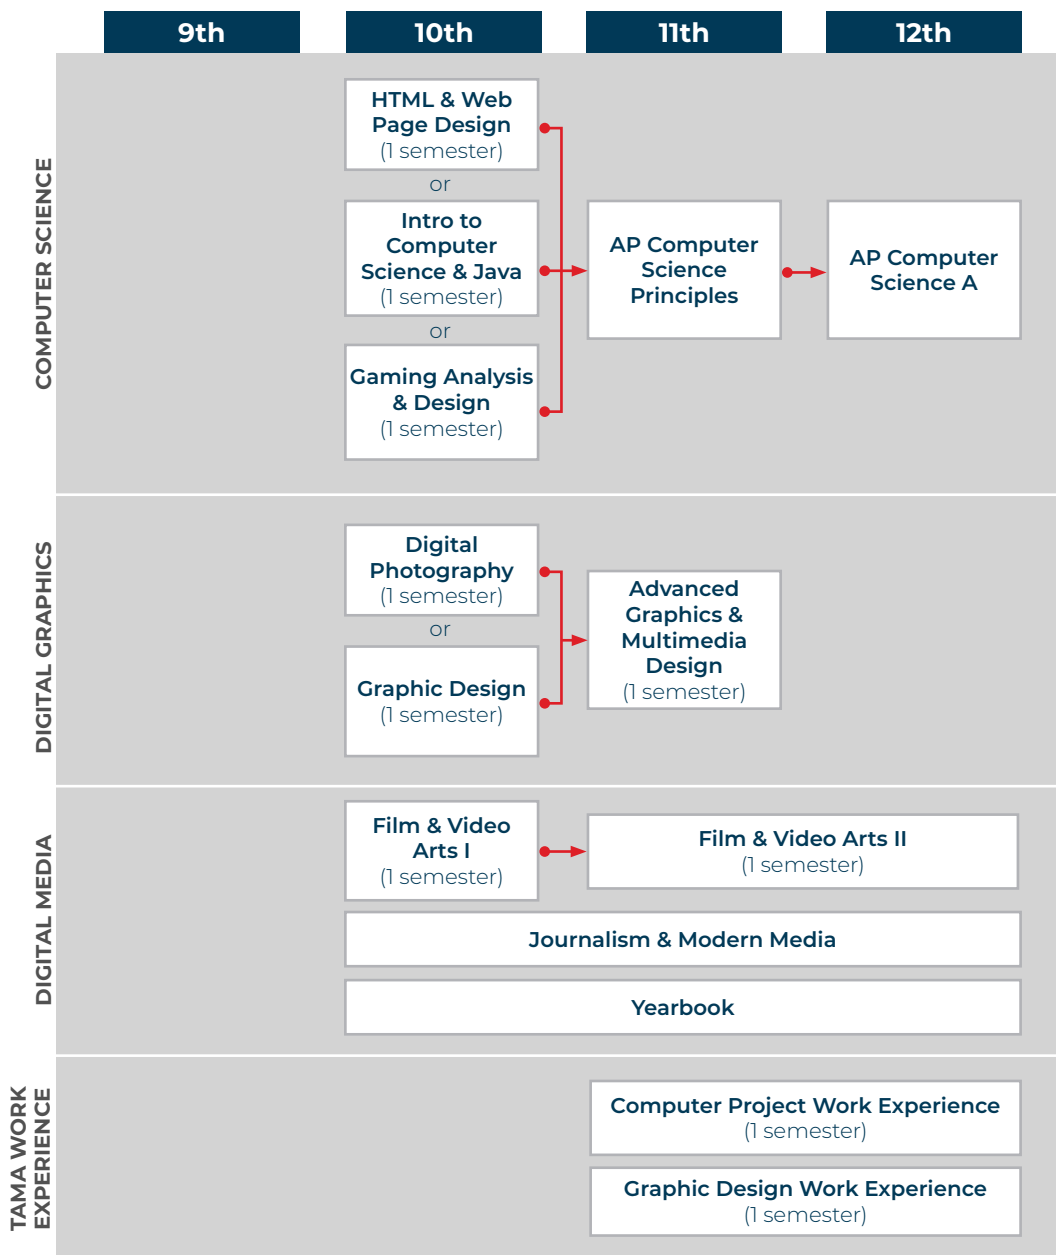 9th
10th
11th
12th
COMPUTER SCIENCE
HTML & Web
Page Design
(1 semester)
or
Intro to
Computer
Science & Java
(1 semester)
or
Gaming Analysis
& Design
(1 semester)
AP Computer
Science
Principles
AP Computer
Science A
DIGITAL GRAPHICS
Digital
Photography
(1 semester)
or
Graphic Design
(1 semester)
Advanced
Graphics &
Multimedia
Design
(1 semester)
DIGITAL MEDIA
Film & Video
Arts I
(1 semester)
Film & Video Arts II
(1 semester)
Journalism & Modern Media
Yearbook
TAMA WORK
EXPERIENCE
Computer Project Work Experience
(1 semester)
Graphic Design Work Experience
(1 semester)